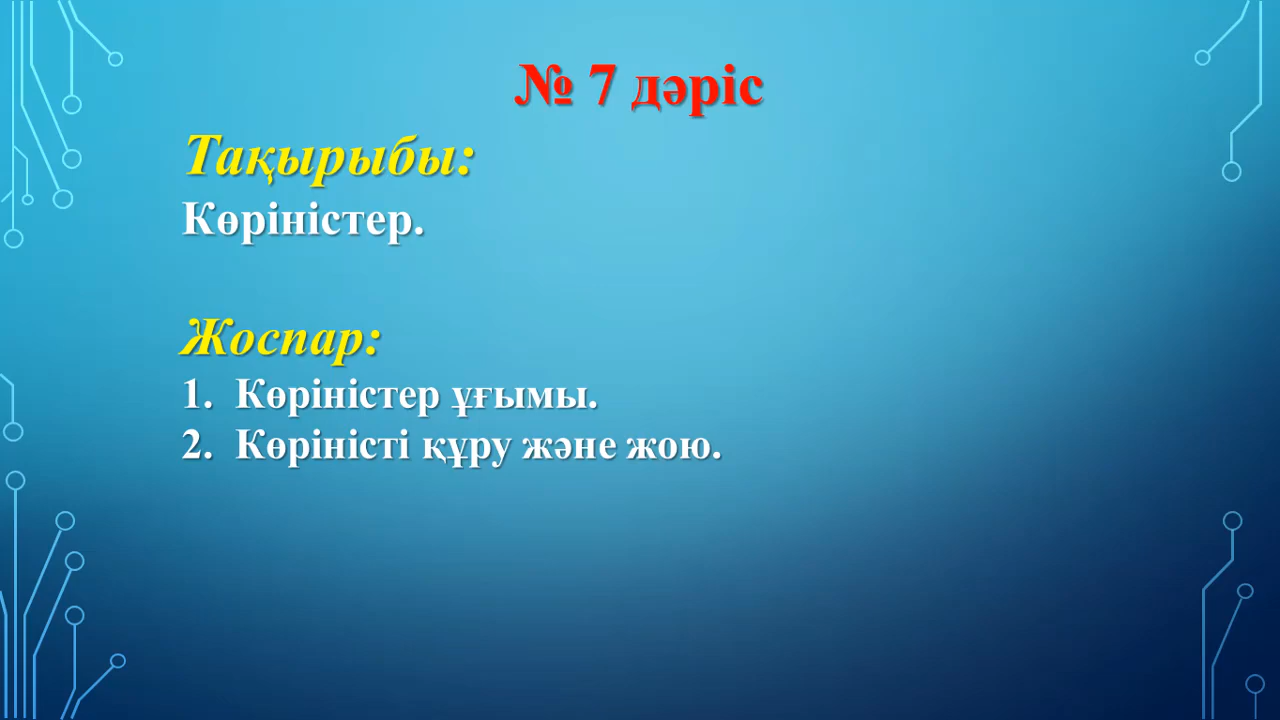 № 7 дәріс
Тақырыбы:
Көріністер.
Жоспар:
1. Көріністер ұғымы.
2. Көріністі құру және жою.